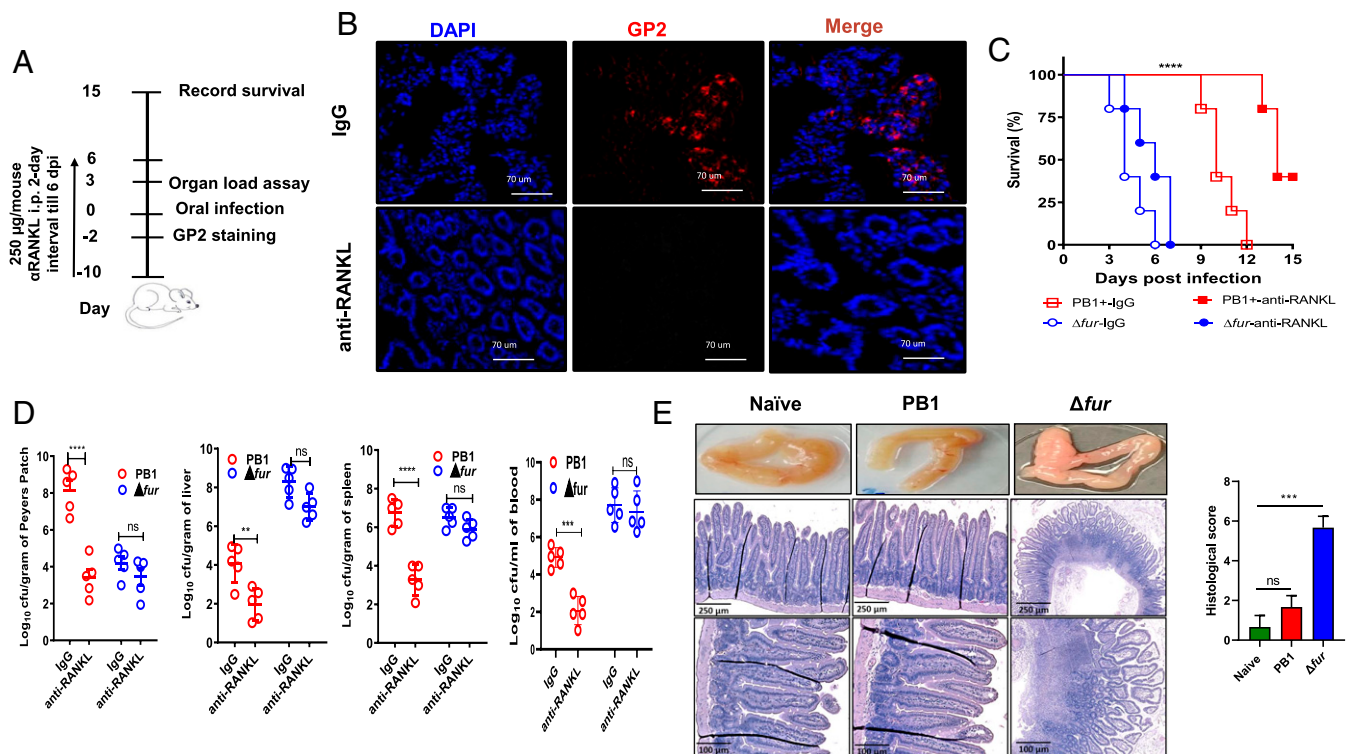 A
15
Record survival
6
3
Organ load assay
0
Oral infection
-2
GP2 staining
-10
Day
250 µg/mouse
αRANKL i.p. 2-day
interval till 6 dpi
B
DAPI
GP2
Merge
IgG
70 um
70 um
70 um
anti-RANKL
70 um
70 um
70 um
C
****
100
75
50
25
0
Survival (%)
0 3 6 9 12 15
Days post infection
PB1+-IgG
PB1+-anti-RANKL
Δfur-IgG
Δfur-anti-RANKL
D
Log10 cfu/gram of Peyers Patch
10
8
6
4
2
0
****
PB1
▲fur
ns
IgG
anti-RANKL
IgG
anti-RANKL
Log10 cfu/gram of liver
10
8
6
4
2
0
PB1
▲fur
ns
**
IgG
anti-RANKL
IgG
anti-RANKL
Log10 cfu/gram of spleen
10
8
6
4
2
0
PB1
▲fur
****
ns
IgG
anti-RANKL
IgG
anti-RANKL
Log10 cfu/ml of blood
10
8
6
4
2
0
PB1
▲fur
ns
***
IgG
anti-RANKL
IgG
anti-RANKL
E
Naïve
PB1
Δfur
250 µm
250 µm
250 µm
100 µm
100 µm
100 µm
Histological score
8
6
4
2
0
***
ns
Naive
PB1
Δfur